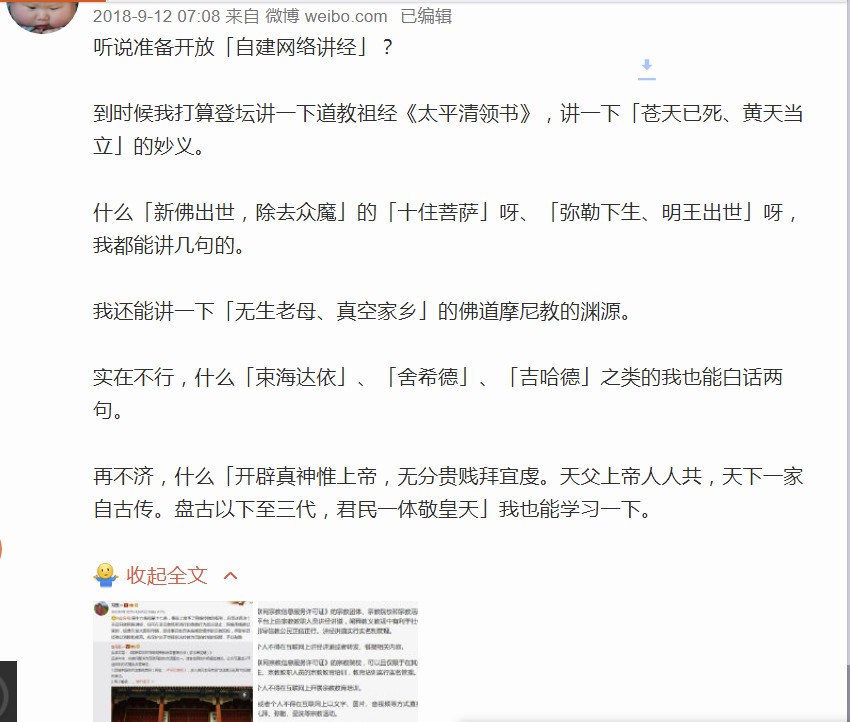 2018-9-12 07:08 来自 微博 weibo.com 已编辑
听说准备开放「自建网络讲经」？
到时候我打算登坛讲一下道教祖经《太平清领书》，讲一下「苍天已死、黄天当
立」的妙义。
什么「新佛出世，除去众魔」的「十住菩萨」呀、「弥勒下生、明王出世」呀，
我都能讲几句的。
我还能讲一下「无生老母、真空家乡」的佛道摩尼教的渊源。
实在不行，什么「束海达依」、「舍希德」、「吉哈德」之类的我也能白话两
句。
再不济，什么「开辟真神惟上帝，无分贵贱拜宜虔。天父上帝人人共，天下一家
自古传。盘古以下至三代，君民一体敬皇天」我也能学习一下。
收起全文